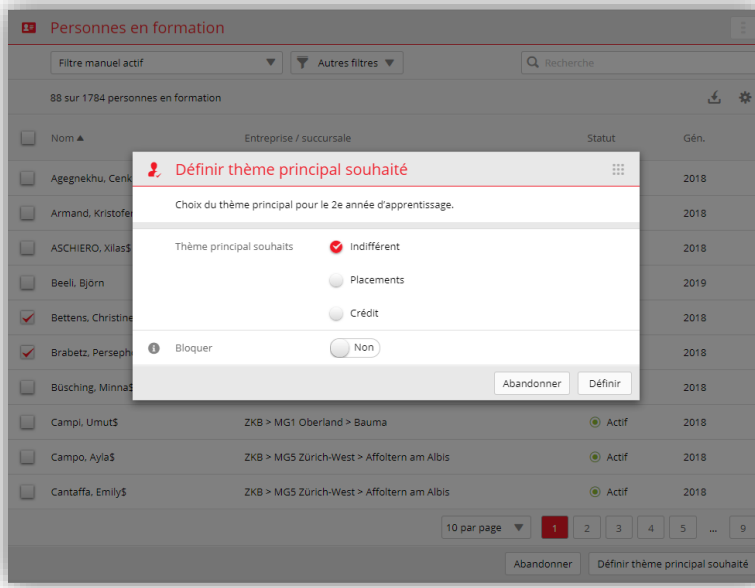 Personnes en formation
Filtre manuel actif
Autres filtres
Recherche
88 sur 1784 personnes en formation
Nom
Entreprise / succursale
Statut
Gén.
Agegnekhu, Cenk
2018
Armand, Kristofe
2018
ASCHIERO, Xilas$
2018
Beeli, Björn
2019
Bettens, Christine
2018
Brabetz, Perseph
2018
Büsching, Minna$
2018
Campi, Umut$
ZKB > MG1 Oberland > Bauma
Actif
2018
Campo, Ayla$
ZKB > MG5 Zürich-West > Affoltern am Albis
Actif
2018
Cantaffa, Emily$
ZKB > MG5 Zürich-West > Affoltern am Albis
Actif
2018
10 par page
1 2 3 4 5 ... 9
Abandonner
Définir thème principal souhaité
Définir thème principal souhaité
Choix du thème principal pour le 2e année d'apprentissage.
Thème principal souhaits
Indifférent
Placements
Crédit
Bloquer
Non
Abandonner
Définir